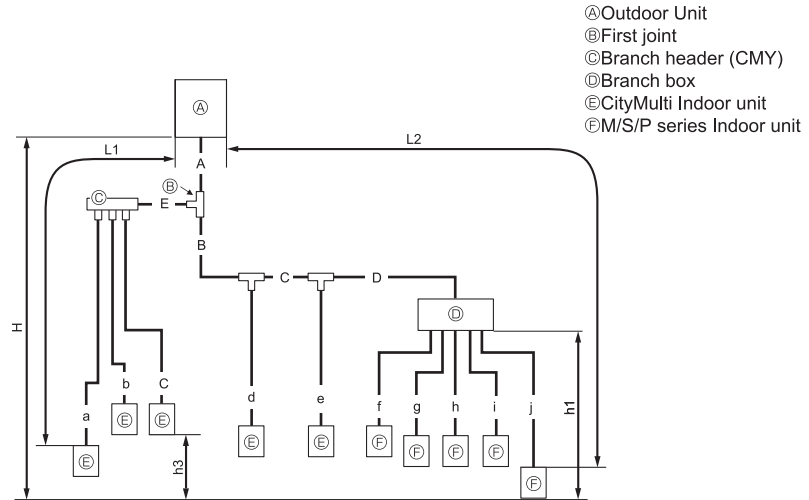 ⒶOutdoor Unit
ⒷFirst joint
ⒸBranch header (CMY)
ⒹBranch box
ⒺCityMulti Indoor unit
ⒻM/S/P series Indoor unit
Ⓐ
L1
L2
A
Ⓑ
Ⓒ
E
B
C
D
Ⓓ
H
h1
a
b
C
d
e
f
g
h
i
j
Ⓔ
Ⓔ
Ⓔ
Ⓔ
Ⓔ
Ⓕ
Ⓕ
Ⓕ
Ⓕ
Ⓕ
h3